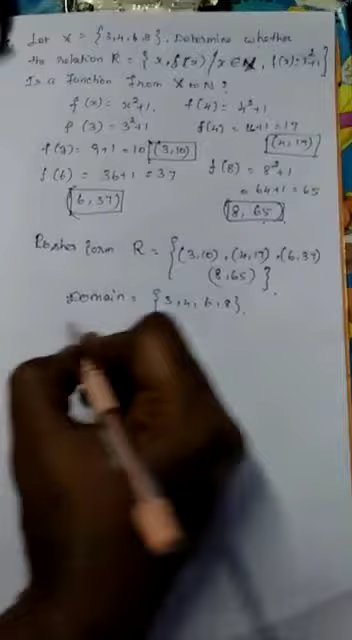 Let X = {3,4,6,8}. Determine whether
the relation R = {x, f(x) / x ∈ X, f(x) = x²+1}
Is a Function From X to N?
f(x) = x²+1.  f(4) = 4²+1
f(3) = 3²+1  f(4) = 16+1 = 17
f(3) = 9+1 = 10 (3,10)  (4,17)
f(6) = 36+1 = 37  f(8) = 8²+1
= 64+1 = 65
(6,37)  (8,65)
Roster form R = {(3,10), (4,17), (6,37)
(8,65)}.
Domain = {3,4,6,8}.